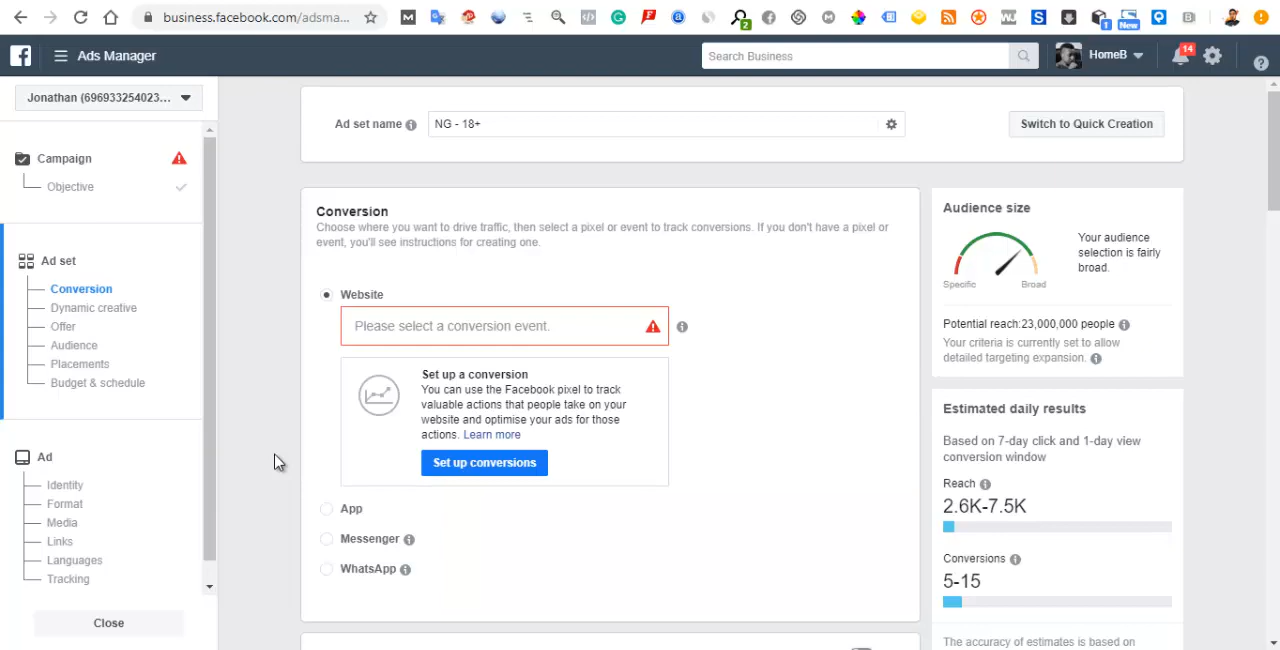 business.facebook.com/adsma...
2
1
New
Ads Manager
Search Business
HomeB
14
Jonathan (696933254023...
Campaign
Objective
Ad set
Conversion
Dynamic creative
Offer
Audience
Placements
Budget & schedule
Ad
Identity
Format
Media
Links
Languages
Tracking
Close
Ad set name
NG - 18+
Switch to Quick Creation
Conversion
Choose where you want to drive traffic, then select a pixel or event to track conversions. If you don't have a pixel or
event, you'll see instructions for creating one.
Website
Please select a conversion event.
Set up a conversion
You can use the Facebook pixel to track
valuable actions that people take on your
website and optimise your ads for those
actions. Learn more
Set up conversions
App
Messenger
WhatsApp
Audience size
Specific
Broad
Your audience
selection is fairly
broad.
Potential reach:23,000,000 people
Your criteria is currently set to allow
detailed targeting expansion.
Estimated daily results
Based on 7-day click and 1-day view
conversion window
Reach
2.6K-7.5K
Conversions
5-15
The accuracy of estimates is based on